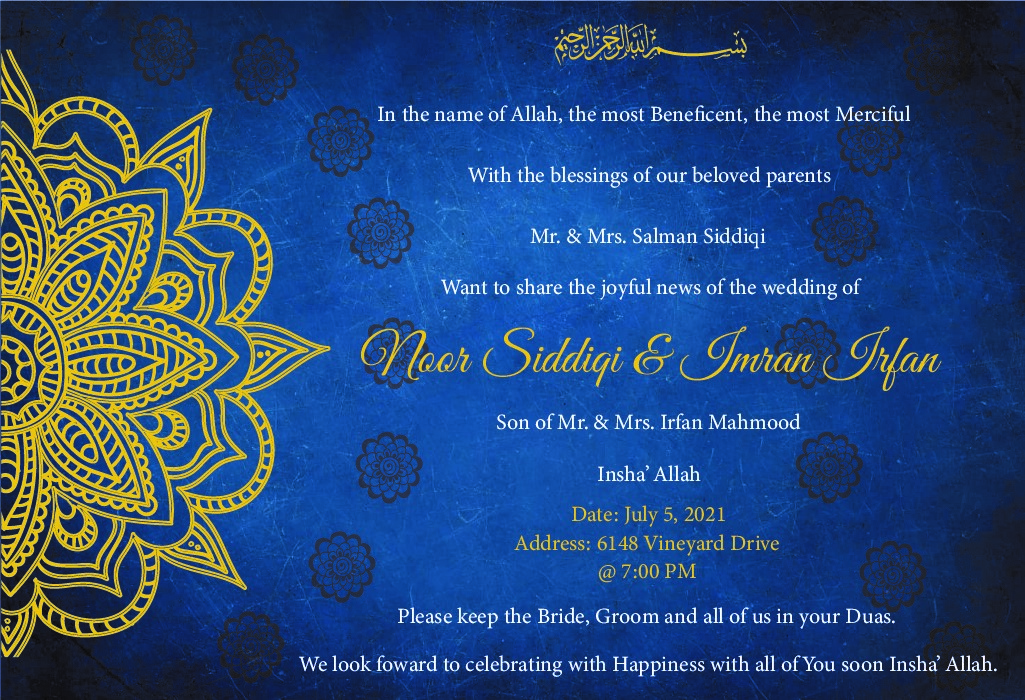 بسم الله الرحمن الرحيم
In the name of Allah, the most Beneficent, the most Merciful
With the blessings of our beloved parents
Mr. & Mrs. Salman Siddiqi
Want to share the joyful news of the wedding of
Noor Siddiqi & Imran Irfan
Son of Mr. & Mrs. Irfan Mahmood
Insha’ Allah
Date: July 5, 2021
Address: 6148 Vineyard Drive
@ 7:00 PM
Please keep the Bride, Groom and all of us in your Duas.
We look foward to celebrating with Happiness with all of You soon Insha’ Allah.